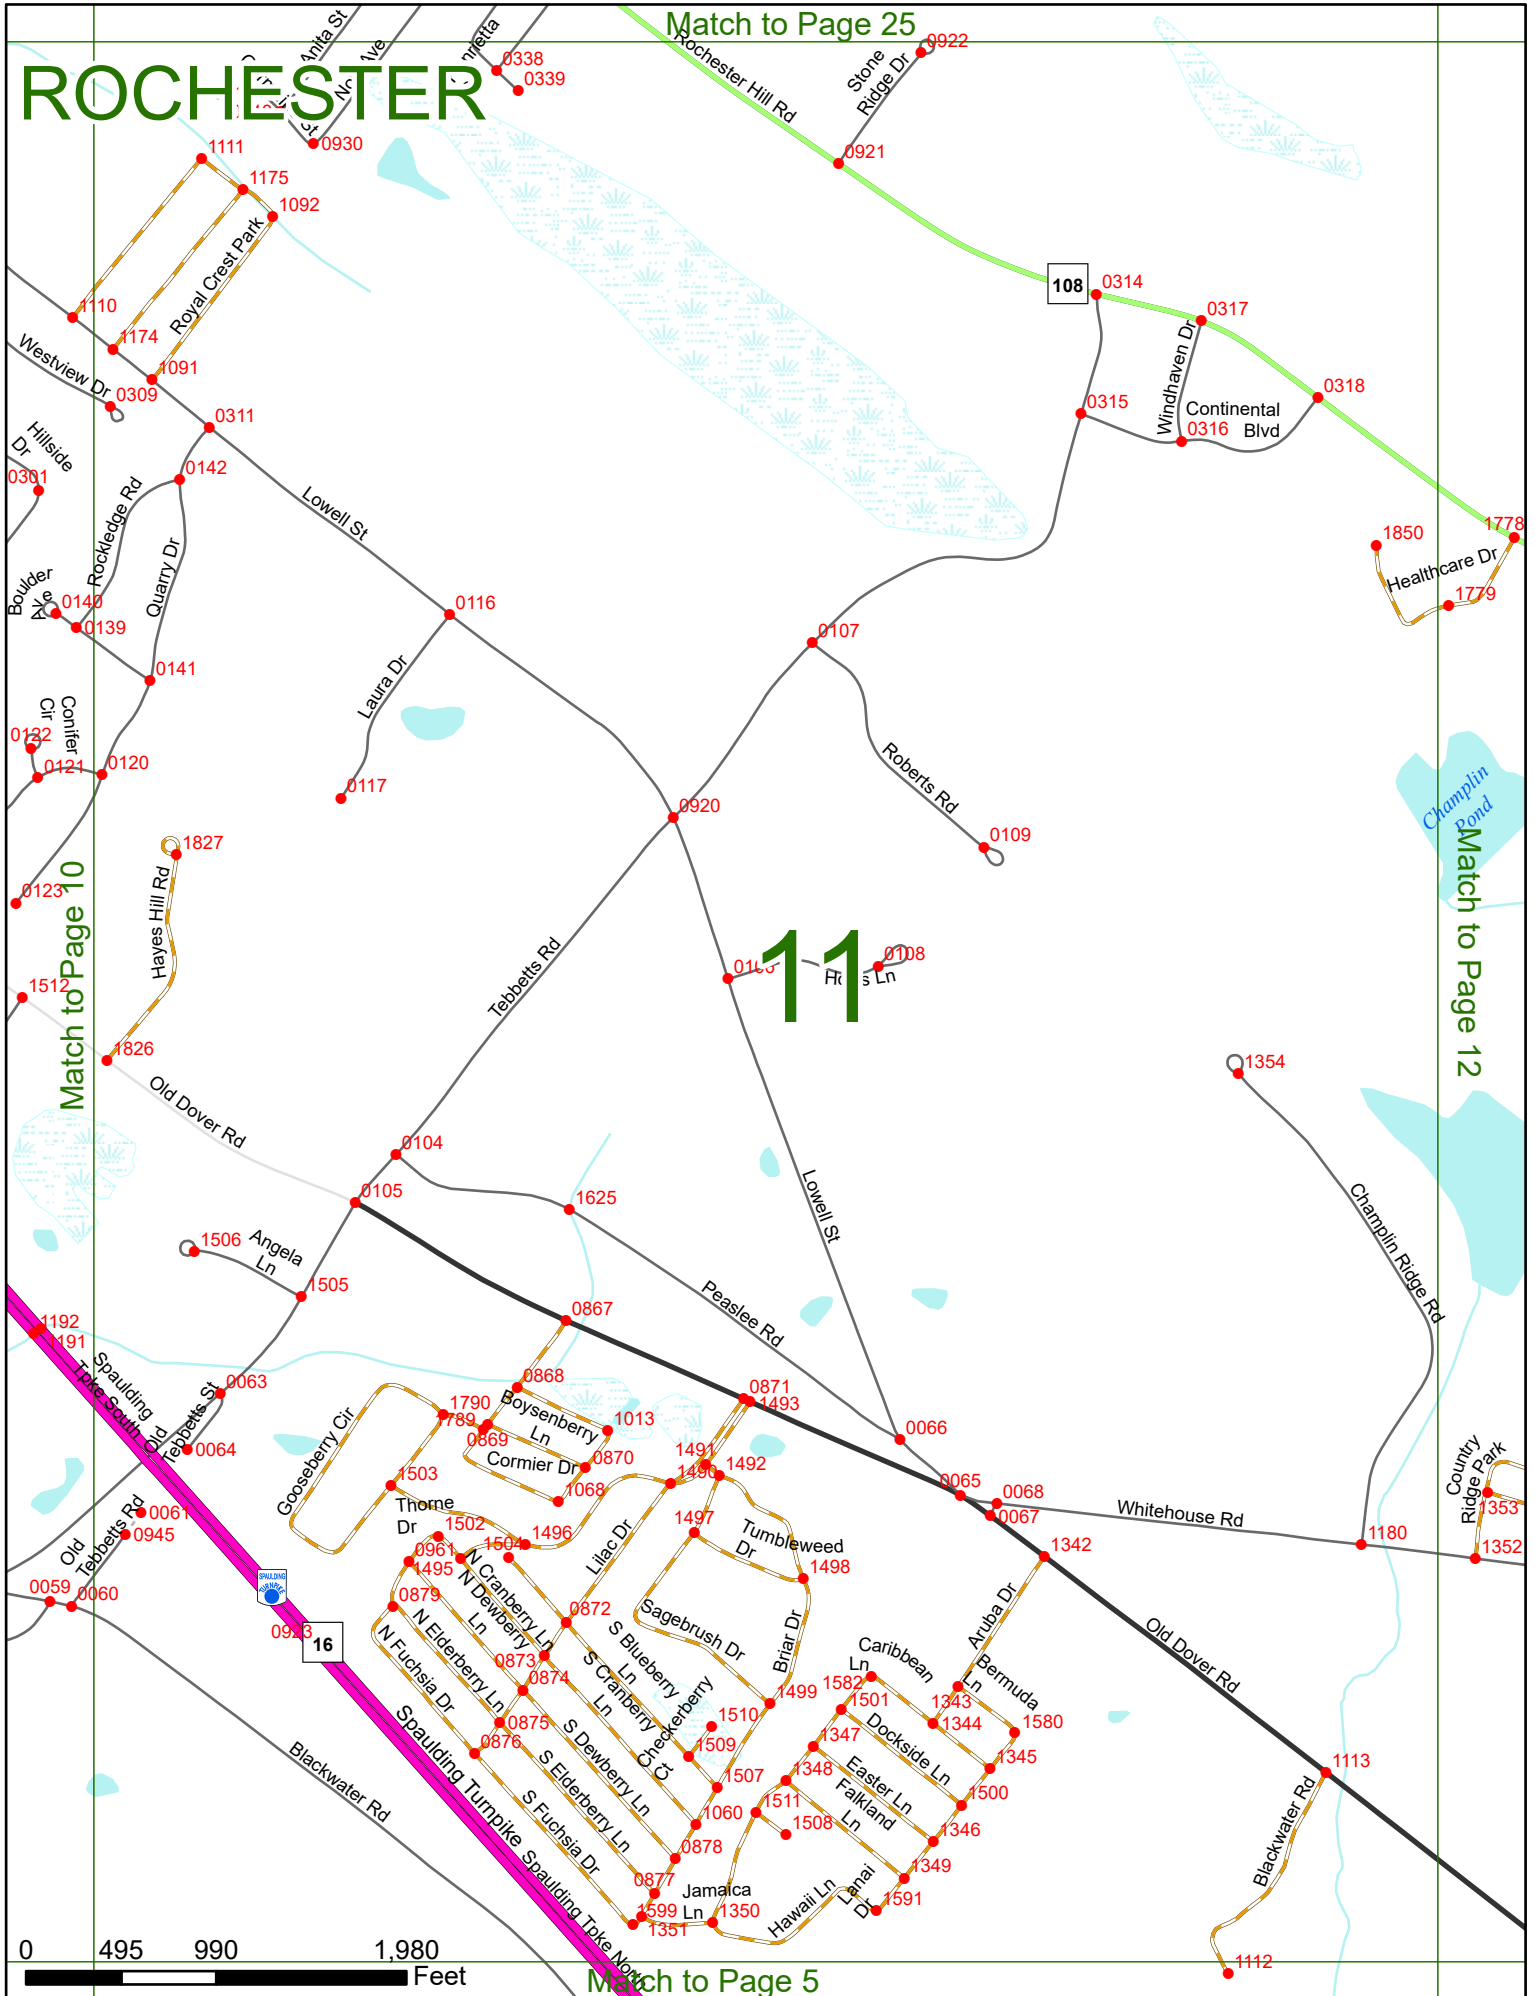 Match to Page 25
ROCHESTER
Anita St
Ave
St
0338
0339
0930
Rochester Hill Rd
Stone
Ridge Dr
0922
0921
1111
1175
1092
Royal Crest Park
1110
1174
1091
Westview Dr
0309
0311
108
0314
0317
Windhaven Dr
0318
0315
Continental
Blvd
0316
Hillside
Dr
0301
0142
Rockledge Rd
Lowell St
Quarry Dr
1778
1850
Healthcare Dr
1779
Boulder
Ave
0140
0139
0116
0107
0141
Laura Dr
Conifer
Cir
0122
0121
0120
0117
Roberts Rd
0920
0109
Champlin
Pond
1827
Hayes Hill Rd
0123
Match to Page 10
Match to Page 12
11
0108
Ln
Tebbetts Rd
1512
1826
Old Dover Rd
1354
0104
0105
1625
Lowell St
Champlin Ridge Rd
1506
Angela
Ln
1505
Peaslee Rd
0867
1192
1191
Spaulding
Tpke South
Old
Tebbetts St
0063
0064
0868
1790
0869
Boysenberry
Ln
1013
0870
Cormier Dr
1068
Gooseberry Cir
1503
0871
1493
1491
1490
1492
0066
0065
0068
0067
Whitehouse Rd
1180
Country
Ridge Park
1353
1352
Thorne
Dr
1502
1504
1496
Lilac Dr
1497
Tumbleweed
Dr
1498
1342
0061
0945
Old
Tebbetts Rd
0059
0060
0961
1495
0879
N Cranberry Ln
N Dewberry
Ln
N Elderberry Ln
N Fuchsia Dr
0872
0873
0874
0875
0876
S Blueberry
Ln
S Cranberry
Ln
S Dewberry Ln
S Elderberry Ln
S Fuchsia Dr
Sagebrush Dr
Briar Dr
1499
Checkerberry
Ct
1510
1509
1507
1060
0878
0877
1599
1351
1350
Jamaica
Ln
SPAULDING
TURNPIKE
0923
16
Caribbean
Ln
Aruba Dr
Bermuda
Ln
1582
1501
1343
1344
1580
1345
1347
1348
Dockside Ln
Easter Ln
Falkland
Ln
1500
1346
1349
1511
1508
1591
Lanai
Dr
Hawaii Ln
Old Dover Rd
1113
Blackwater Rd
1112
Blackwater Rd
Spaulding Turnpike
Spaulding Tpke North
0 495 990 1,980
Feet
Match to Page 5